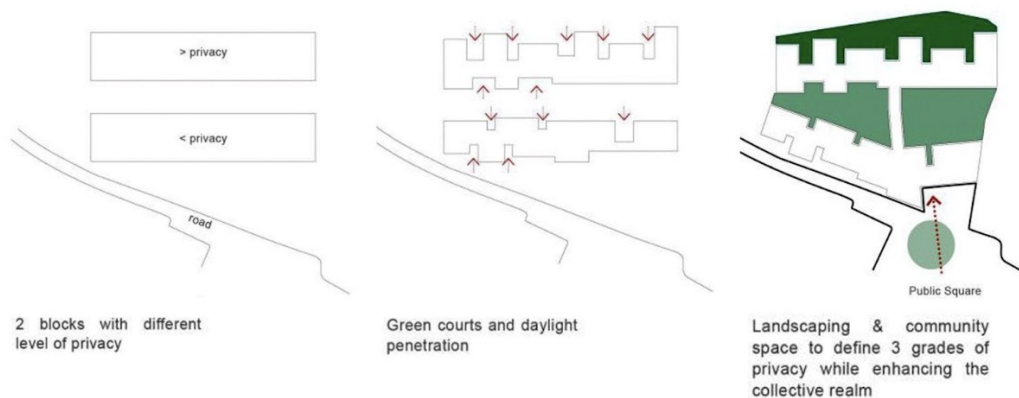 > privacy
< privacy
road
2 blocks with different
level of privacy
Green courts and daylight
penetration
Public Square
Landscaping & community
space to define 3 grades of
privacy while enhancing the
collective realm